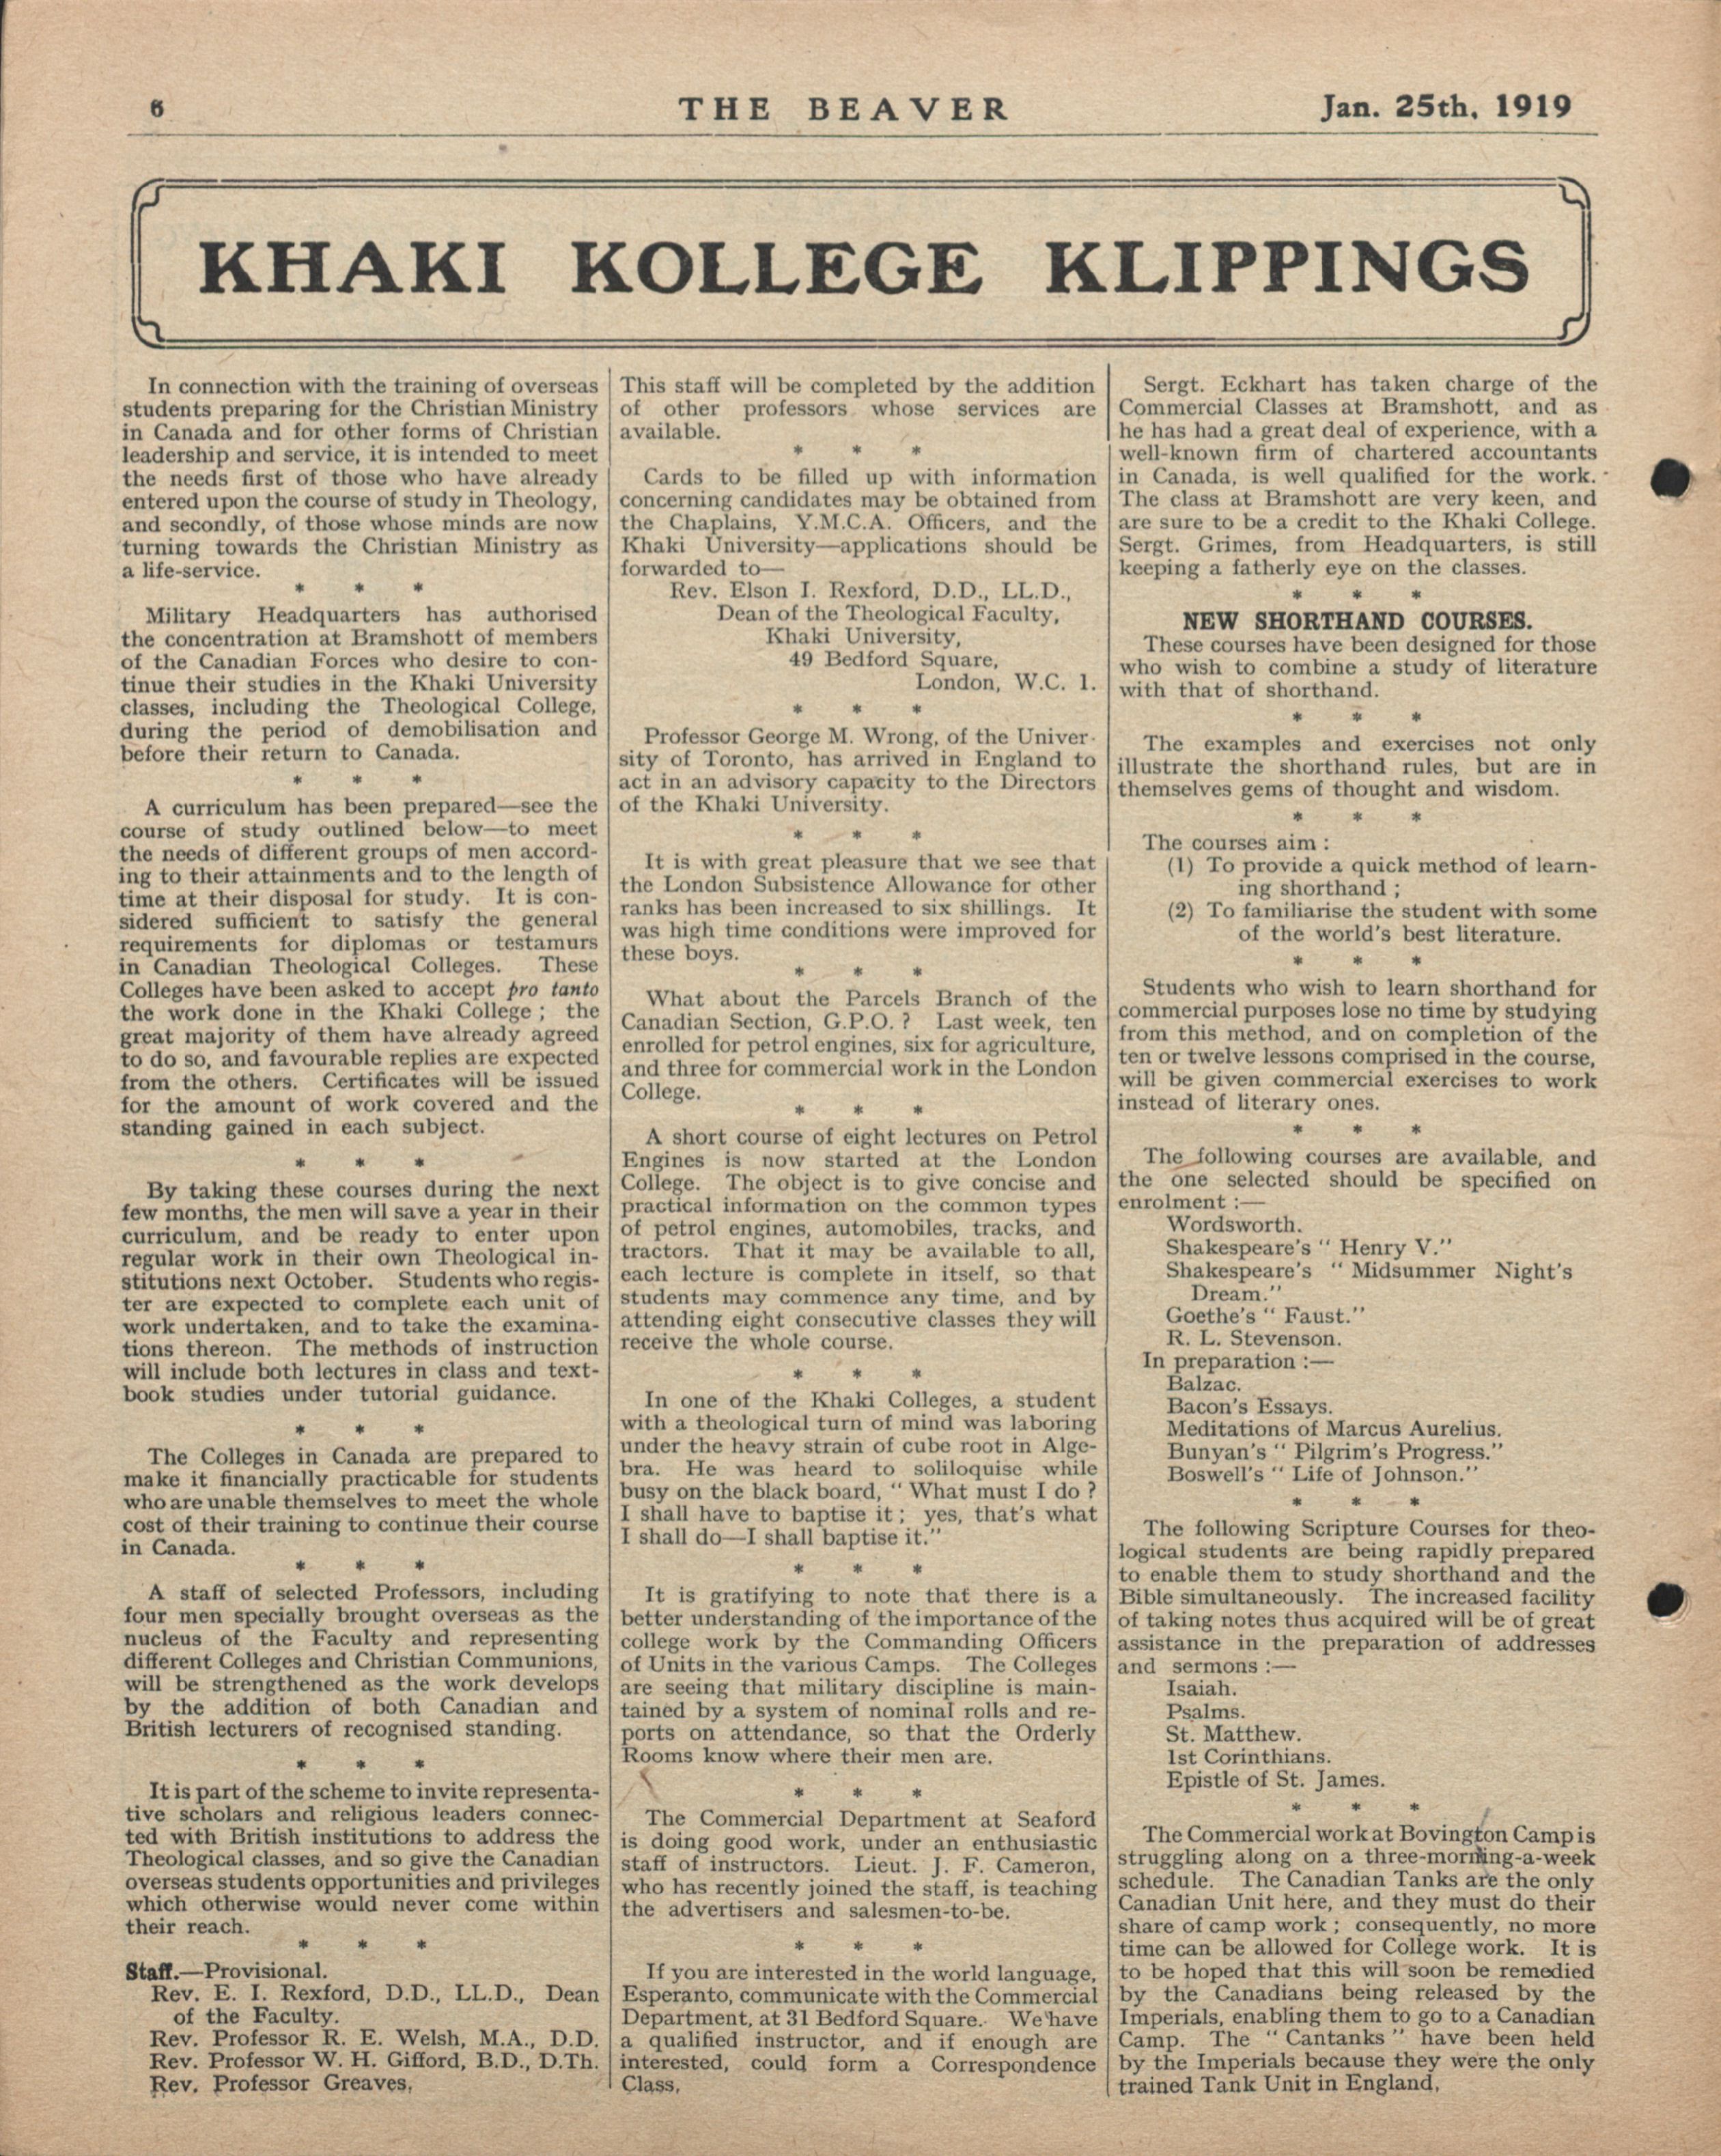 6
THE BEAVER
Jan. 25th, 1919
KHAKI KOLLEGE KLIPPINGS
In connection with the training of overseas
students preparing for the Christian Ministry
in Canada and for other forms of Christian
leadership and service, it is intended to meet
the needs first of those who have already
entered upon the course of study in Theology,
and secondly, of those whose minds are now
turning towards the Christian Ministry as
a life-service.
* * *
Military Headquarters has authorised
the concentration at Bramshott of members
of the Canadian Forces who desire to con-
tinue their studies in the Khaki University
classes, including the Theological College,
during the period of demobilisation and
before their return to Canada.
* * *
A curriculum has been prepared—see the
course of study outlined below—to meet
the needs of different groups of men accord-
ing to their attainments and to the length of
time at their disposal for study. It is con-
sidered sufficient to satisfy the general
requirements for diplomas or testamurs
in Canadian Theological Colleges. These
Colleges have been asked to accept pro tanto
the work done in the Khaki College ; the
great majority of them have already agreed
to do so, and favourable replies are expected
from the others. Certificates will be issued
for the amount of work covered and the
standing gained in each subject.
* * *
By taking these courses during the next
few months, the men will save a year in their
curriculum, and be ready to enter upon
regular work in their own Theological in-
stitutions next October. Students who regis-
ter are expected to complete each unit of
work undertaken, and to take the examina-
tions thereon. The methods of instruction
will include both lectures in class and text-
book studies under tutorial guidance.
* * *
The Colleges in Canada are prepared to
make it financially practicable for students
who are unable themselves to meet the whole
cost of their training to continue their course
in Canada.
* * *
A staff of selected Professors, including
four men specially brought overseas as the
nucleus of the Faculty and representing
different Colleges and Christian Communions,
will be strengthened as the work develops
by the addition of both Canadian and
British lecturers of recognised standing.
* * *
It is part of the scheme to invite representa-
tive scholars and religious leaders connec-
ted with British institutions to address the
Theological classes, and so give the Canadian
overseas students opportunities and privileges
which otherwise would never come within
their reach.
* * *
Staff.—Provisional.
Rev. E. I. Rexford, D.D., LL.D., Dean
of the Faculty.
Rev. Professor R. E. Welsh, M.A., D.D.
Rev. Professor W. H. Gifford, B.D., D.Th.
Rev. Professor Greaves.
This staff will be completed by the addition
of other professors whose services are
available.
* * *
Cards to be filled up with information
concerning candidates may be obtained from
the Chaplains, Y.M.C.A. Officers, and the
Khaki University—applications should be
forwarded to—
Rev. Elson I. Rexford, D.D., LL.D.,
Dean of the Theological Faculty,
Khaki University,
49 Bedford Square,
London, W.C. 1.
* * *
Professor George M. Wrong, of the Univer-
sity of Toronto, has arrived in England to
act in an advisory capacity to the Directors
of the Khaki University.
* * *
It is with great pleasure that we see that
the London Subsistence Allowance for other
ranks has been increased to six shillings. It
was high time conditions were improved for
these boys.
* * *
What about the Parcels Branch of the
Canadian Section, G.P.O. ? Last week, ten
enrolled for petrol engines, six for agriculture,
and three for commercial work in the London
College.
* * *
A short course of eight lectures on Petrol
Engines is now started at the London
College. The object is to give concise and
practical information on the common types
of petrol engines, automobiles, tracks, and
tractors. That it may be available to all,
each lecture is complete in itself, so that
students may commence any time, and by
attending eight consecutive classes they will
receive the whole course.
* * *
In one of the Khaki Colleges, a student
with a theological turn of mind was laboring
under the heavy strain of cube root in Alge-
bra. He was heard to soliloquise while
busy on the black board, " What must I do ?
I shall have to baptise it ; yes, that's what
I shall do—I shall baptise it."
* * *
It is gratifying to note that there is a
better understanding of the importance of the
college work by the Commanding Officers
of Units in the various Camps. The Colleges
are seeing that military discipline is main-
tained by a system of nominal rolls and re-
ports on attendance, so that the Orderly
Rooms know where their men are.
* * *
The Commercial Department at Seaford
is doing good work, under an enthusiastic
staff of instructors. Lieut. J. F. Cameron,
who has recently joined the staff, is teaching
the advertisers and salesmen-to-be.
* * *
If you are interested in the world language,
Esperanto, communicate with the Commercial
Department, at 31 Bedford Square. We have
a qualified instructor, and if enough are
interested, could form a Correspondence
Class.
Sergt. Eckhart has taken charge of the
Commercial Classes at Bramshott, and as
he has had a great deal of experience, with a
well-known firm of chartered accountants
in Canada, is well qualified for the work.
The class at Bramshott are very keen, and
are sure to be a credit to the Khaki College.
Sergt. Grimes, from Headquarters, is still
keeping a fatherly eye on the classes.
* * *
NEW SHORTHAND COURSES.
These courses have been designed for those
who wish to combine a study of literature
with that of shorthand.
* * *
The examples and exercises not only
illustrate the shorthand rules, but are in
themselves gems of thought and wisdom.
* * *
The courses aim :
(1) To provide a quick method of learn-
ing shorthand ;
(2) To familiarise the student with some
of the world's best literature.
* * *
Students who wish to learn shorthand for
commercial purposes lose no time by studying
from this method, and on completion of the
ten or twelve lessons comprised in the course,
will be given commercial exercises to work
instead of literary ones.
* * *
The following courses are available, and
the one selected should be specified on
enrolment :—
Wordsworth.
Shakespeare's " Henry V."
Shakespeare's " Midsummer Night's
Dream."
Goethe's " Faust."
R. L. Stevenson.
In preparation :—
Balzac.
Bacon's Essays.
Meditations of Marcus Aurelius.
Bunyan's " Pilgrim's Progress."
Boswell's " Life of Johnson."
* * *
The following Scripture Courses for theo-
logical students are being rapidly prepared
to enable them to study shorthand and the
Bible simultaneously. The increased facility
of taking notes thus acquired will be of great
assistance in the preparation of addresses
and sermons :—
Isaiah.
Psalms.
St. Matthew.
1st Corinthians.
Epistle of St. James.
* * *
The Commercial work at Bovington Camp is
struggling along on a three-morning-a-week
schedule. The Canadian Tanks are the only
Canadian Unit here, and they must do their
share of camp work ; consequently, no more
time can be allowed for College work. It is
to be hoped that this will soon be remedied
by the Canadians being released by the
Imperials, enabling them to go to a Canadian
Camp. The " Cantanks " have been held
by the Imperials because they were the only
trained Tank Unit in England.